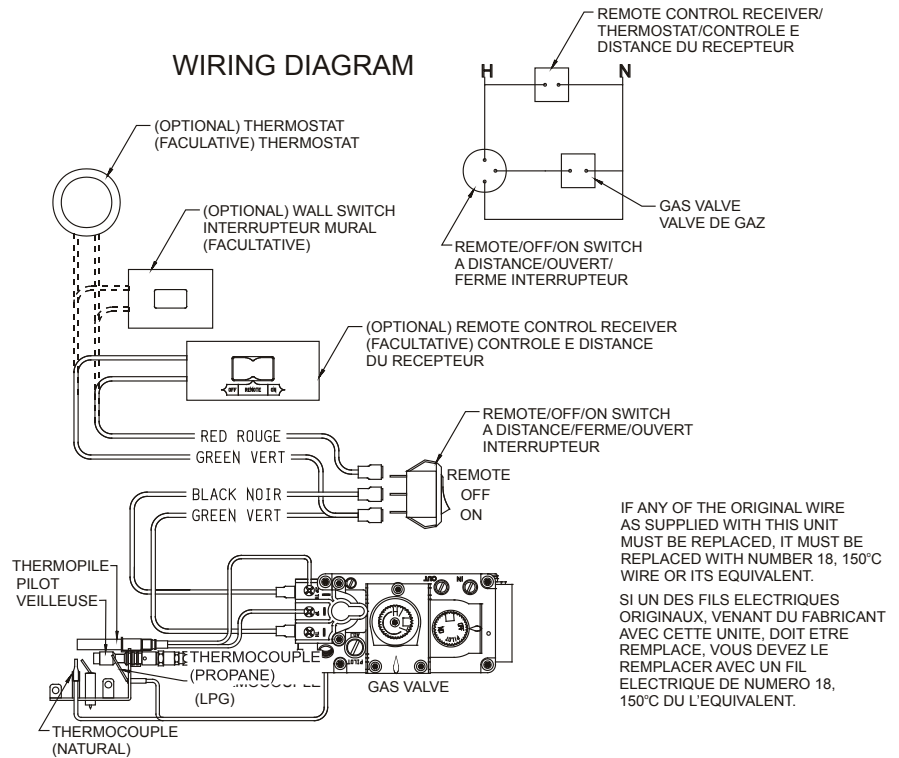 WIRING DIAGRAM
REMOTE CONTROL RECEIVER/
THERMOSTAT/CONTROLE E
DISTANCE DU RECEPTEUR
H
N
GAS VALVE
VALVE DE GAZ
REMOTE/OFF/ON SWITCH
A DISTANCE/OUVERT/
FERME INTERRUPTEUR
(OPTIONAL) THERMOSTAT
(FACULATIVE) THERMOSTAT
(OPTIONAL) WALL SWITCH
INTERRUPTEUR MURAL
(FACULTATIVE)
(OPTIONAL) REMOTE CONTROL RECEIVER
(FACULTATIVE) CONTROLE E DISTANCE
DU RECEPTEUR
OFF REMOTE ON
REMOTE/OFF/ON SWITCH
A DISTANCE/FERME/OUVERT
INTERRUPTEUR
RED ROUGE
GREEN VERT
BLACK NOIR
GREEN VERT
REMOTE
OFF
ON
IF ANY OF THE ORIGINAL WIRE
AS SUPPLIED WITH THIS UNIT
MUST BE REPLACED, IT MUST BE
REPLACED WITH NUMBER 18, 150°C
WIRE OR ITS EQUIVALENT.
SI UN DES FILS ELECTRIQUES
ORIGINAUX, VENANT DU FABRICANT
AVEC CETTE UNITE, DOIT ETRE
REMPLACE, VOUS DEVEZ LE
REMPLACER AVEC UN FIL
ELECTRIQUE DE NUMERO 18,
150°C DU L'EQUIVALENT.
THERMOPILE
PILOT
VEILLEUSE
OUT
IN
PILOT
THERMOCOUPLE
(PROPANE)
(LPG)
GAS VALVE
THERMOCOUPLE
(NATURAL)